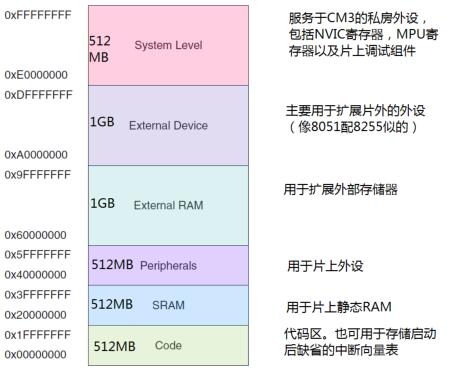 0xFFFFFFFF
512
MB
System Level
服务于CM3的私房外设，
包括NVIC寄存器，MPU寄
存器以及片上调试组件
0xE0000000
0xDFFFFFFF
1GB
External Device
主要用于扩展片外的外设
（像8051配8255似的）
0xA0000000
0x9FFFFFFF
1GB
External RAM
用于扩展外部存储器
0x60000000
0x5FFFFFFF
512MB Peripherals
用于片上外设
0x40000000
0x3FFFFFFF
512MB SRAM
用于片上静态RAM
0x20000000
0x1FFFFFFF
512MB Code
代码区。也可用于存储启动
后缺省的中断向量表
0x00000000